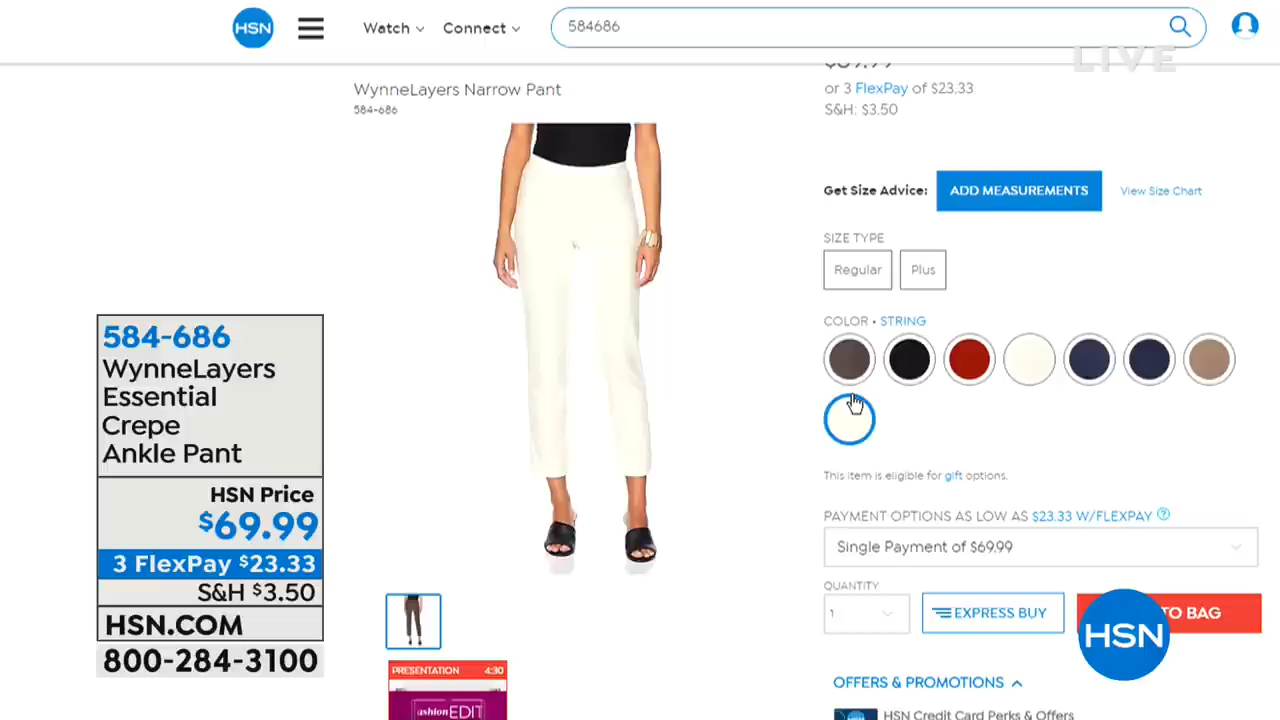 HSN
Watch
Connect
584686
LIVE
WynneLayers Narrow Pant
584-686
or 3 FlexPay of $23.33
S&H: $3.50
Get Size Advice:
ADD MEASUREMENTS
View Size Chart
SIZE TYPE
Regular
Plus
COLOR • STRING
This item is eligible for gift options.
PAYMENT OPTIONS AS LOW AS $23.33 W/FLEXPAY ?
Single Payment of $69.99
QUANTITY
1
EXPRESS BUY
TO BAG
HSN
OFFERS & PROMOTIONS
HSN Credit Card Perks & Offers
584-686
WynneLayers
Essential
Crepe
Ankle Pant
HSN Price
$69.99
3 FlexPay $23.33
S&H $3.50
HSN.COM
800-284-3100
PRESENTATION 4:30
ashionEDIT